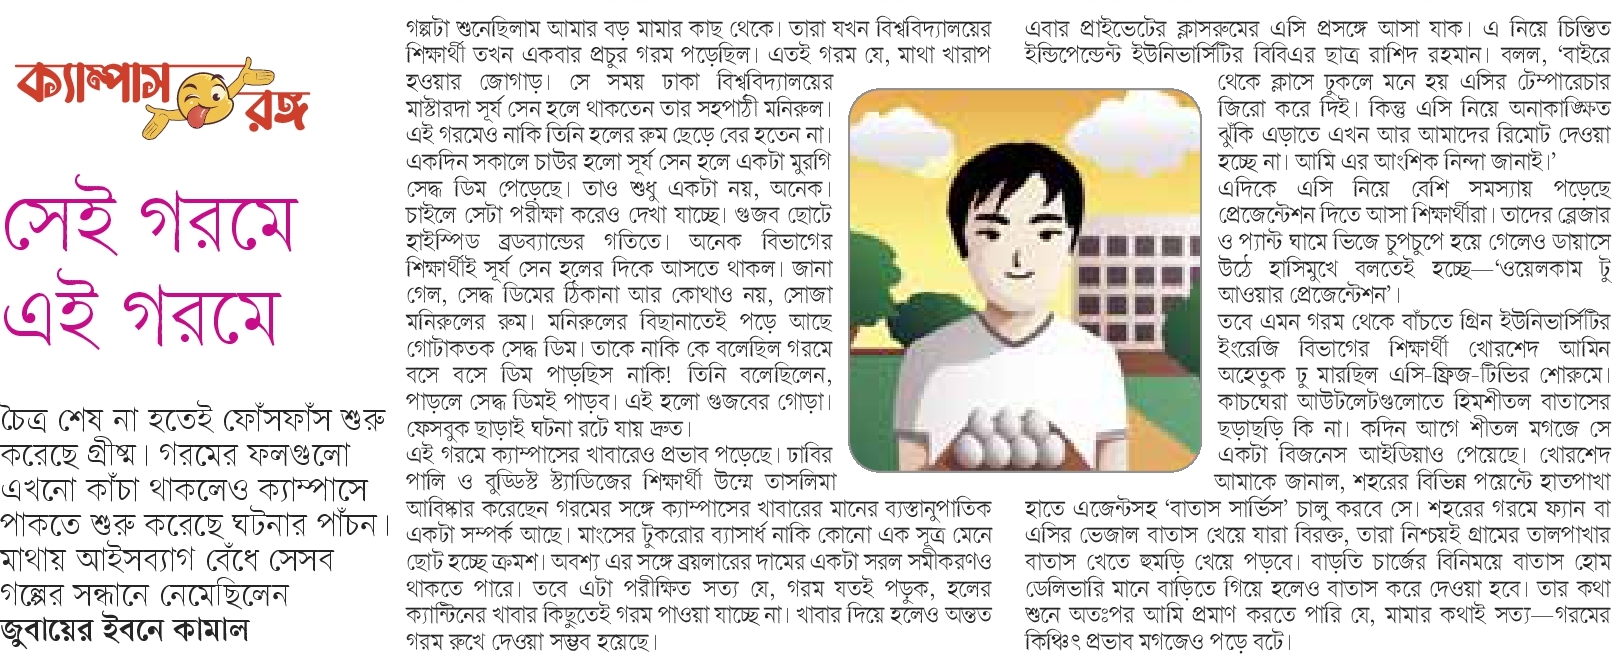 ক্যাম্পাস
রঙ্গ
সেই গরমে
এই গরমে
চৈত্র শেষ না হতেই ফোঁসফাঁস শুরু
করেছে গ্রীষ্ম। গরমের ফলগুলো
এখনো কাঁচা থাকলেও ক্যাম্পাসে
পাকতে শুরু করেছে ঘটনার পাঁচন।
মাথায় আইসব্যাগ বেঁধে সেসব
গল্পের সন্ধানে নেমেছিলেন
জুবায়ের ইবনে কামাল
গল্পটা শুনেছিলাম আমার বড় মামার কাছ থেকে। তারা যখন বিশ্ববিদ্যালয়ের
শিক্ষার্থী তখন একবার প্রচুর গরম পড়েছিল। এতই গরম যে, মাথা খারাপ
হওয়ার জোগাড়। সে সময় ঢাকা বিশ্ববিদ্যালয়ের
মাস্টারদা সূর্য সেন হলে থাকতেন তার সহপাঠী মনিরুল।
এই গরমেও নাকি তিনি হলের রুম ছেড়ে বের হতেন না।
একদিন সকালে চাউর হলো সূর্য সেন হলে একটা মুরগি
সেদ্ধ ডিম পেড়েছে। তাও শুধু একটা নয়, অনেক।
চাইলে সেটা পরীক্ষা করেও দেখা যাচ্ছে। গুজব ছোটে
হাইস্পিড ব্রডব্যান্ডের গতিতে। অনেক বিভাগের
শিক্ষার্থীই সূর্য সেন হলের দিকে আসতে থাকল। জানা
গেল, সেদ্ধ ডিমের ঠিকানা আর কোথাও নয়, সোজা
মনিরুলের রুম। মনিরুলের বিছানাতেই পড়ে আছে
গোটাকতক সেদ্ধ ডিম। তাকে নাকি কে বলেছিল গরমে
বসে বসে ডিম পাড়ছিস নাকি! তিনি বলেছিলেন,
পাড়লে সেদ্ধ ডিমই পাড়ব। এই হলো গুজবের গোড়া।
ফেসবুক ছাড়াই ঘটনা রটে যায় দ্রুত।
এই গরমে ক্যাম্পাসের খাবারেও প্রভাব পড়েছে। ঢাবির
পালি ও বুড্ডিস্ট স্ট্যাডিজের শিক্ষার্থী উম্মে তাসলিমা
আবিষ্কার করেছেন গরমের সঙ্গে ক্যাম্পাসের খাবারের মানের ব্যস্তানুপাতিক
একটা সম্পর্ক আছে। মাংসের টুকরোর ব্যাসার্ধ নাকি কোনো এক সূত্র মেনে
ছোট হচ্ছে ক্রমশ। অবশ্য এর সঙ্গে ব্রয়লারের দামের একটা সরল সমীকরণও
থাকতে পারে। তবে এটা পরীক্ষিত সত্য যে, গরম যতই পড়ুক, হলের
ক্যান্টিনের খাবার কিছুতেই গরম পাওয়া যাচ্ছে না। খাবার দিয়ে হলেও অন্তত
গরম রুখে দেওয়া সম্ভব হয়েছে।
এবার প্রাইভেটের ক্লাসরুমের এসি প্রসঙ্গে আসা যাক। এ নিয়ে চিন্তিত
ইন্ডিপেন্ডেন্ট ইউনিভার্সিটির বিবিএর ছাত্র রাশিদ রহমান। বলল, ‘বাইরে
থেকে ক্লাসে ঢুকলে মনে হয় এসির টেম্পারেচার
জিরো করে দিই। কিন্তু এসি নিয়ে অনাকাঙ্ক্ষিত
ঝুঁকি এড়াতে এখন আর আমাদের রিমোট দেওয়া
হচ্ছে না। আমি এর আংশিক নিন্দা জানাই।’
এদিকে এসি নিয়ে বেশি সমস্যায় পড়েছে
প্রেজেন্টেশন দিতে আসা শিক্ষার্থীরা। তাদের ব্লেজার
ও প্যান্ট ঘামে ভিজে চুপচুপে হয়ে গেলেও ডায়াসে
উঠে হাসিমুখে বলতেই হচ্ছে—‘ওয়েলকাম টু
আওয়ার প্রেজেন্টেশন’।
তবে এমন গরম থেকে বাঁচতে গ্রিন ইউনিভার্সিটির
ইংরেজি বিভাগের শিক্ষার্থী খোরশেদ আমিন
অহেতুক ঢু মারছিল এসি-ফ্রিজ-টিভির শোরুমে।
কাচঘেরা আউটলেটগুলোতে হিমশীতল বাতাসের
ছড়াছড়ি কি না। কদিন আগে শীতল মগজে সে
একটা বিজনেস আইডিয়াও পেয়েছে। খোরশেদ
আমাকে জানাল, শহরের বিভিন্ন পয়েন্টে হাতপাখা
হাতে এজেন্টসহ ‘বাতাস সার্ভিস’ চালু করবে সে। শহরের গরমে ফ্যান বা
এসির ভেজাল বাতাস খেয়ে যারা বিরক্ত, তারা নিশ্চয়ই গ্রামের তালপাখার
বাতাস খেতে হুমড়ি খেয়ে পড়বে। বাড়তি চার্জের বিনিময়ে বাতাস হোম
ডেলিভারি মানে বাড়িতে গিয়ে হলেও বাতাস করে দেওয়া হবে। তার কথা
শুনে অতঃপর আমি প্রমাণ করতে পারি যে, মামার কথাই সত্য—গরমের
কিঞ্চিৎ প্রভাব মগজেও পড়ে বটে।